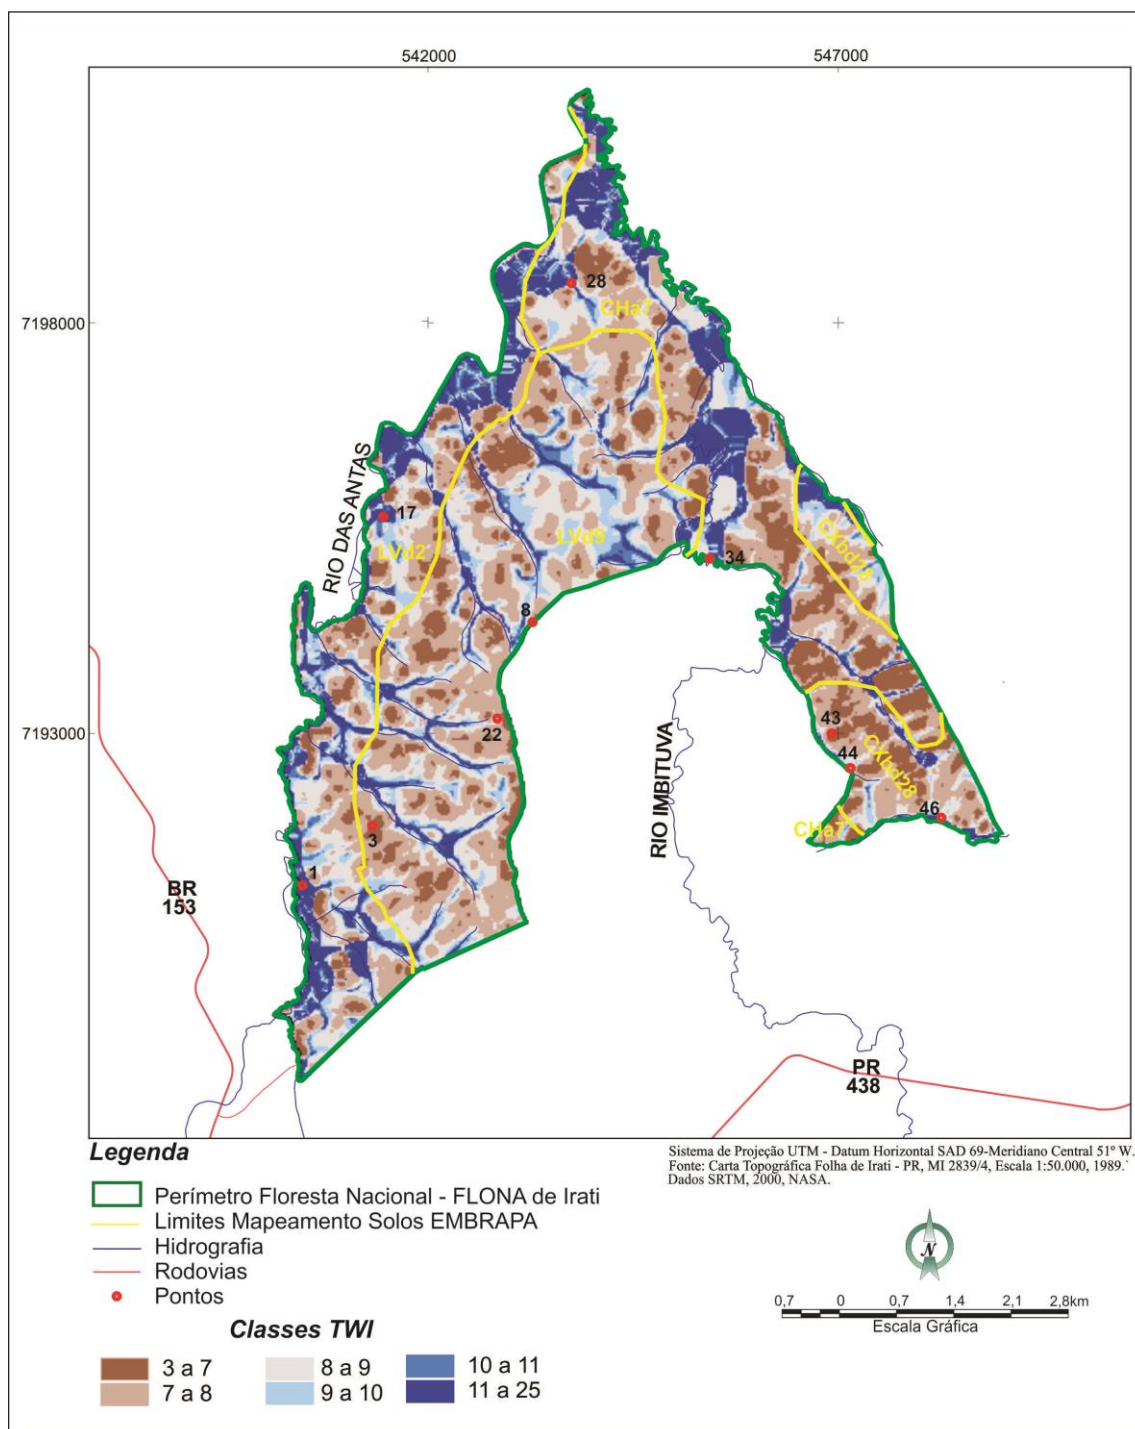 542000
547000
7198000
7193000
28
CHa7
RIO DAS ANTAS
17
LVd2
LVd9
34
CXbd28
8
22
43
44
CXbd28
46
CHa7
RIO IMBITUVA
3
1
BR
153
PR
438
Legenda
Perímetro Floresta Nacional - FLONA de Irati
Limites Mapeamento Solos EMBRAPA
Hidrografia
Rodovias
Pontos
Sistema de Projeção UTM - Datum Horizontal SAD 69-Meridiano Central 51º W.
Fonte: Carta Topográfica Folha de Irati - PR, MI 2839/4, Escala 1:50.000, 1989.`
Dados SRTM, 2000, NASA.
N
0,7 0 0,7 1,4 2,1 2,8km
Escala Gráfica
Classes TWI
3 a 7
7 a 8
8 a 9
9 a 10
10 a 11
11 a 25